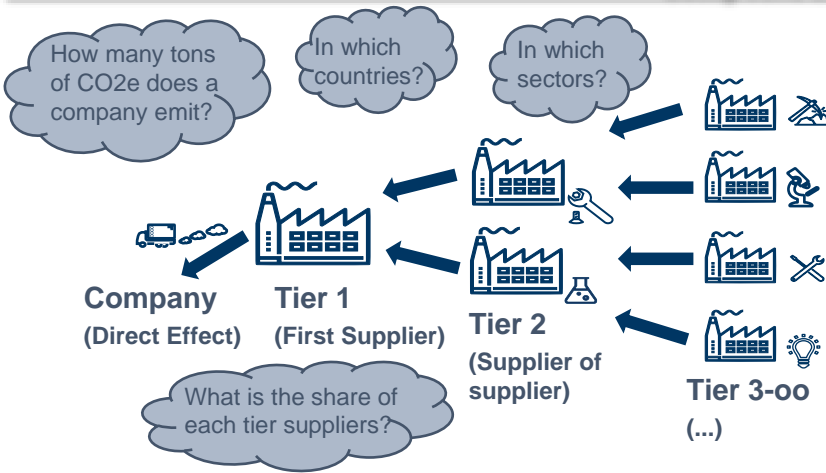 How many tons
of CO2e does a
company emit?
In which
countries?
In which
sectors?
Company
(Direct Effect)
Tier 1
(First Supplier)
Tier 2
(Supplier of
supplier)
Tier 3-oo
(...)
What is the share of
each tier suppliers?